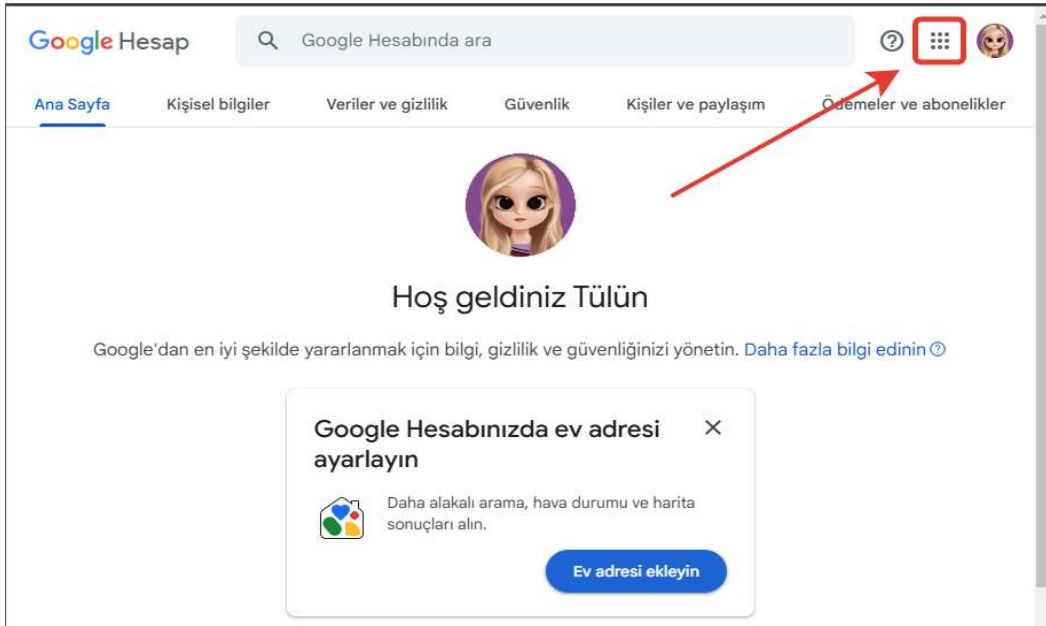 Google Hesap
Google Hesabında ara
Ana Sayfa Kişisel bilgiler Veriler ve gizlilik Güvenlik Kişiler ve paylaşım Ödemeler ve abonelikler
Hoş geldiniz Tülün
Google'dan en iyi şekilde yararlanmak için bilgi, gizlilik ve güvenliğinizi yönetin. Daha fazla bilgi edinin
Google Hesabınızda ev adresi
ayarlayın
Daha alakalı arama, hava durumu ve harita
sonuçları alın.
Ev adresi ekleyin